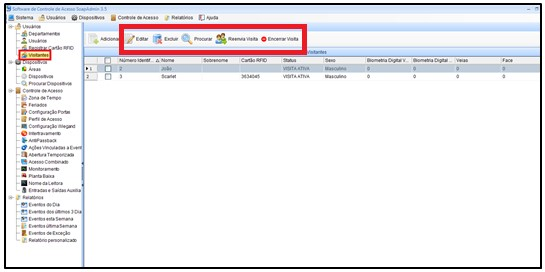 Software de Controle de Acesso SoapAdmin 3.5
Sistema Usuários Dispositivos Controle de Acesso Relatórios Ajuda
Usuários
Departamento
Usuários
Registrar Cartão RFID
Visitantes
Dispositivos
Áreas
Dispositivos
Procurar Dispositivos
Controle de Acesso
Zona de Tempo
Feriados
Configuração Portas
Perfil de Acesso
Configuração Wiegand
Intertravamento
AntiPassback
Ações Vinculadas a Event
Abertura Temporizada
Acesso Combinado
Monitoramento
Planta Baixa
Nome da Leitora
Entradas e Saídas Auxilia
Relatórios
Eventos do Dia
Eventos dos últimos 3 Dia
Eventos esta Semana
Eventos última Semana
Eventos de Exceção
Relatório personalizado
Adiciona Editar Excluir Procurar Reenvia Visita Encerrar Visita
Visitantes
Número Identif... Nome Sobrenome Cartão RFID Status Sexo Biometria Digital V... Biometria Digital ... Veias Face
1 2 João VISITA ATIVA Masculino 0 0 0 0
2 3 Scarlet 3634045 VISITA ATIVA Masculino 0 0 0 0